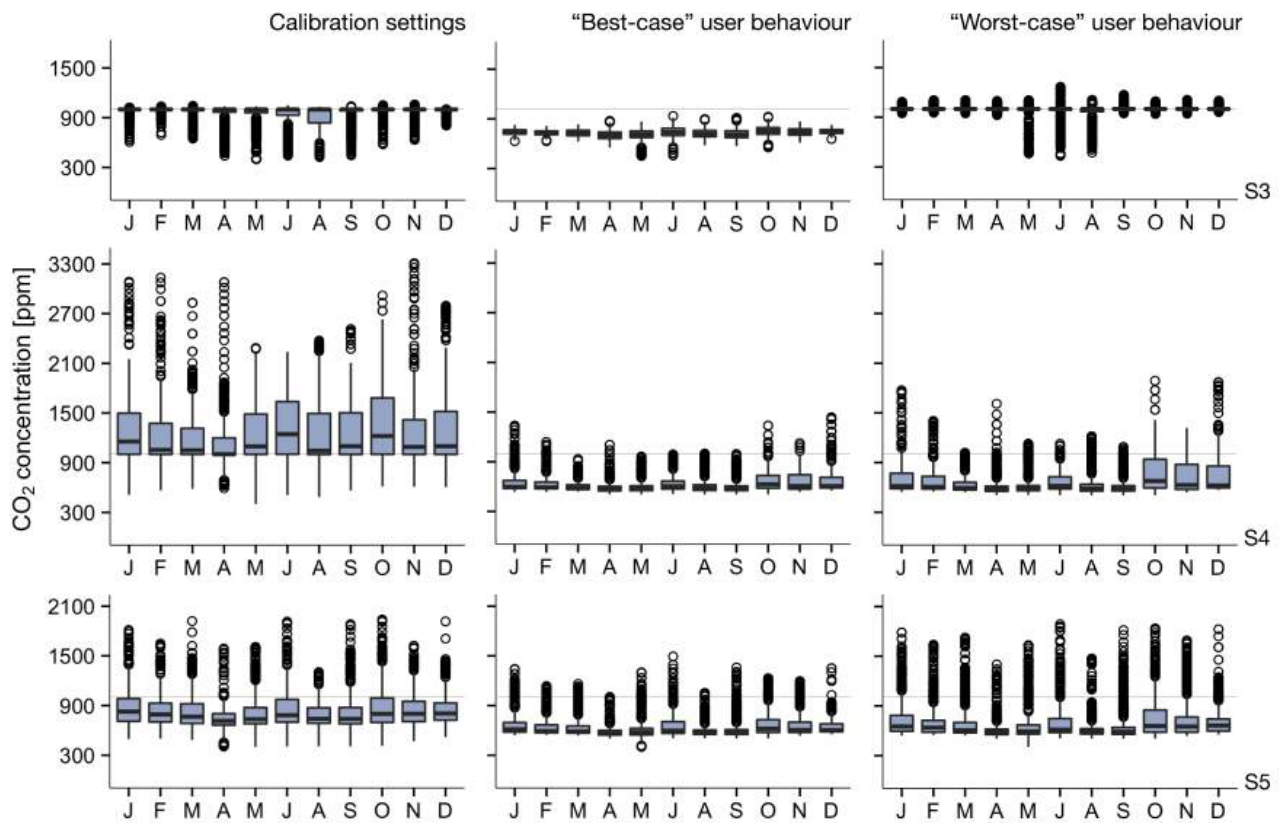 Calibration settings “Best-case” user behaviour “Worst-case” user behaviour
1500
900
300
J F M A M J A S O N D J F M A M J A S O N D J F M A M J A S O N D
S3
CO₂ concentration [ppm]
3300
2700
2100
1500
900
300
J F M A M J A S O N D J F M A M J A S O N D J F M A M J A S O N D
S4
2100
1500
900
300
J F M A M J A S O N D J F M A M J A S O N D J F M A M J A S O N D
S5